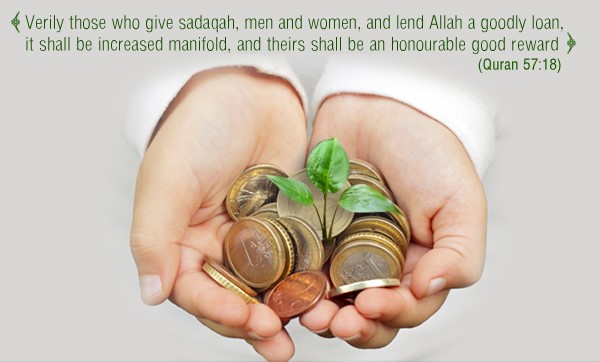 ﴾ Verily those who give sadaqah, men and women, and lend Allah a goodly loan,
it shall be increased manifold, and theirs shall be an honourable good reward ﴿
(Quran 57:18)